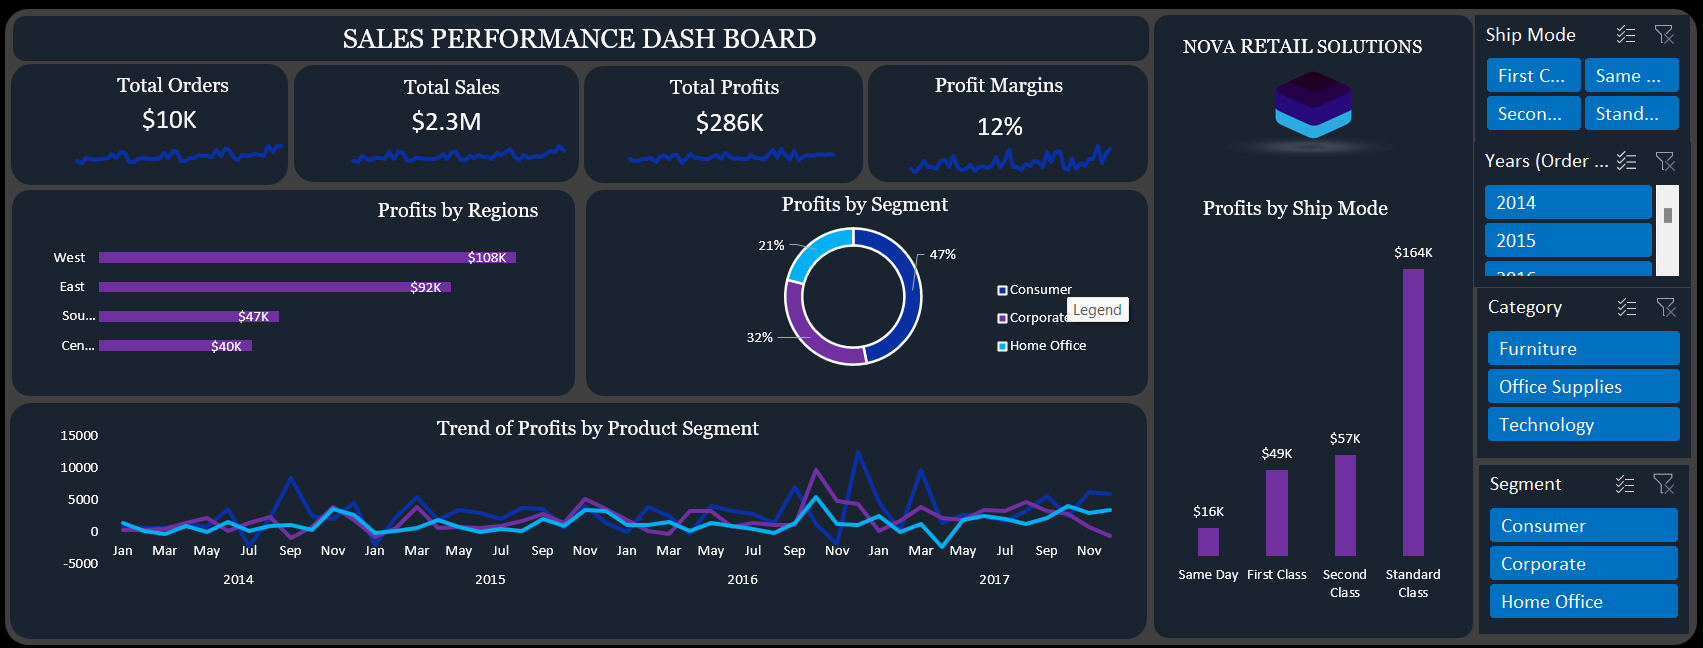 SALES PERFORMANCE DASH BOARD
Total Orders
$10K
Total Sales
$2.3M
Total Profits
$286K
Profit Margins
12%
Profits by Regions
West
$108K
East
$92K
Sou...
$47K
Cen...
$40K
Profits by Segment
21%
47%
32%
Consumer
Corporate
Home Office
Legend
Trend of Profits by Product Segment
15000
10000
5000
0
-5000
Jan Mar May Jul Sep Nov Jan Mar May Jul Sep Nov Jan Mar May Jul Sep Nov Jan Mar May Jul Sep Nov
2014 2015 2016 2017
NOVA RETAIL SOLUTIONS
Profits by Ship Mode
$164K
$57K
$49K
$16K
Same Day
First Class
Second
Class
Standard
Class
Ship Mode
First C...
Same ...
Secon...
Stand...
Years (Order ...
2014
2015
2016
Category
Furniture
Office Supplies
Technology
Segment
Consumer
Corporate
Home Office